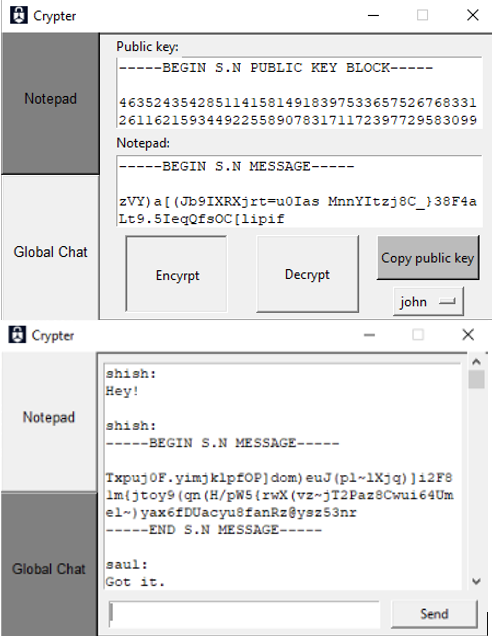 Crypter
Notepad
Global Chat
Public key:
-----BEGIN S.N PUBLIC KEY BLOCK-----
46352435428511415814918397533657526768331
26116215934492255890783171172397729583099
Notepad:
-----BEGIN S.N MESSAGE-----
zVY)a[(Jb9IXRXjrt=u0Ias MnnYItzj8C_}38F4a
Lt9.5IeqQfsOC[lipif
Encyrpt
Decrypt
Copy public key
john
Crypter
Notepad
Global Chat
shish:
Hey!
shish:
-----BEGIN S.N MESSAGE-----
Txpuj0F.yimjklpfOP]dom)euJ(pl~lXjq)]i2F8
lm{jtoy9(qn(H/pW5{rwX(vz~jT2Paz8Cwui64Um
el~)yax6fDUacyu8fanRz@ysz53nr
-----END S.N MESSAGE-----
saul:
Got it.
Send